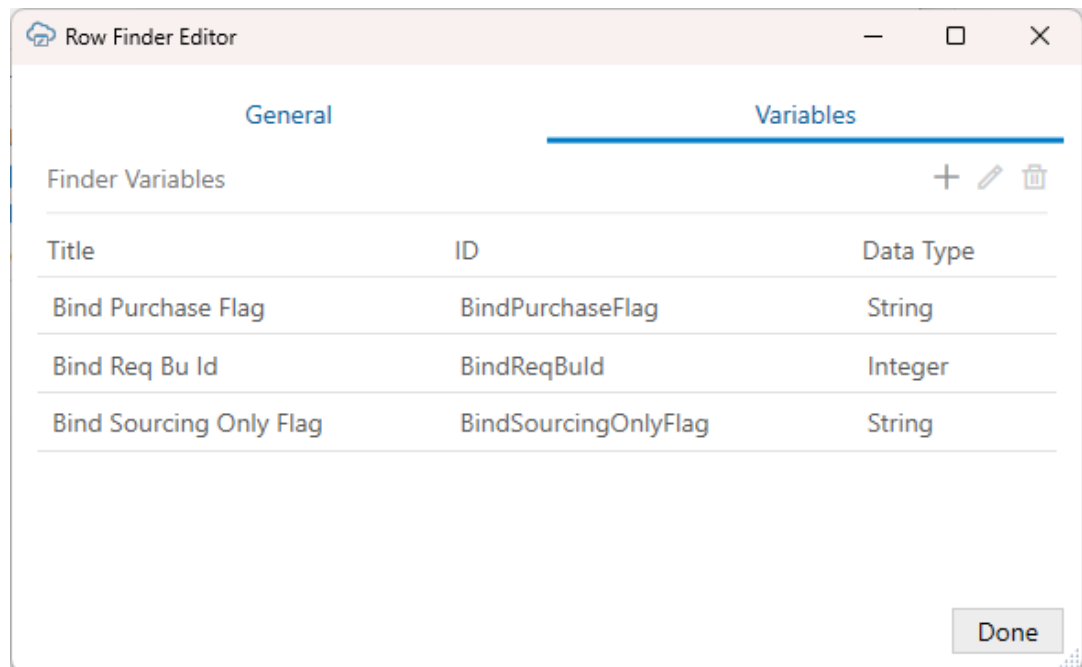 Row Finder Editor
General Variables
Finder Variables
Title ID Data Type
Bind Purchase Flag BindPurchaseFlag String
Bind Req Bu Id BindReqBuId Integer
Bind Sourcing Only Flag BindSourcingOnlyFlag String
Done